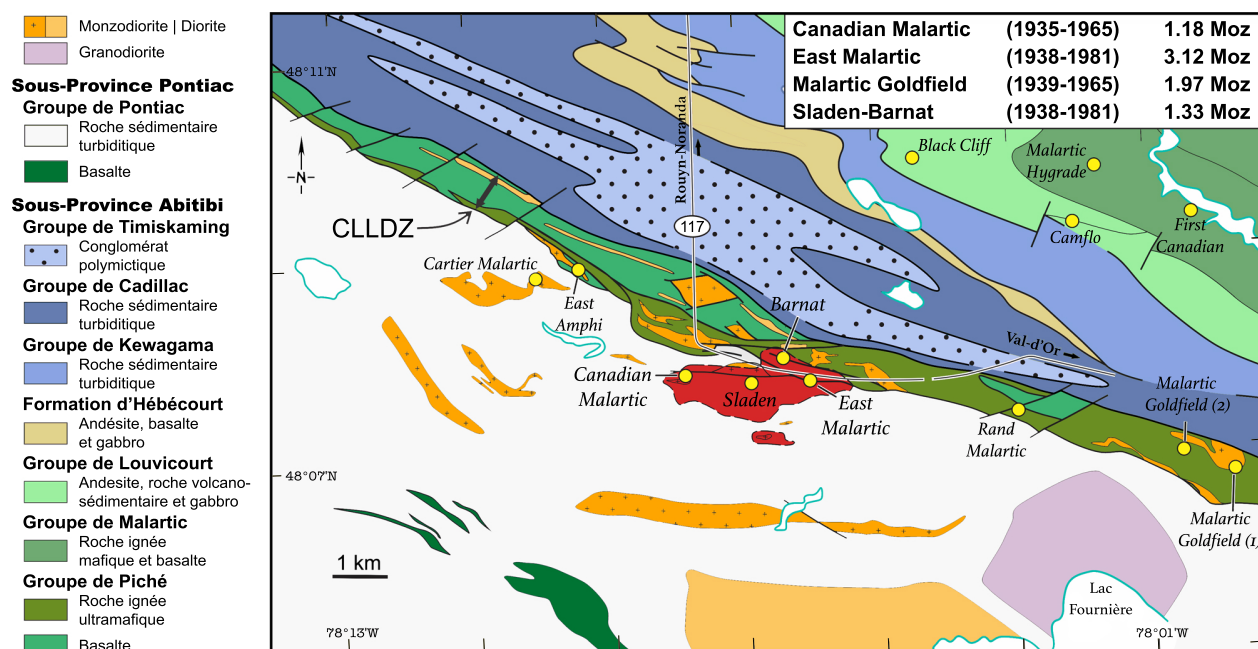 Monzodiorite | Diorite
Granodiorite
Sous-Province Pontiac
Groupe de Pontiac
Roche sédimentaire
turbiditique
Basalte
Sous-Province Abitibi
Groupe de Timiskaming
Conglomérat
polymictique
Groupe de Cadillac
Roche sédimentaire
turbiditique
Groupe de Kewagama
Roche sédimentaire
turbiditique
Formation d'Hébécourt
Andésite, basalte
et gabbro
Groupe de Louvicourt
Andesite, roche volcano-
sédimentaire et gabbro
Groupe de Malartic
Roche ignée
mafique et basalte
Groupe de Piché
Roche ignée
ultramafique
Basalte
Canadian Malartic (1935-1965) 1.18 Moz
East Malartic (1938-1981) 3.12 Moz
Malartic Goldfield (1939-1965) 1.97 Moz
Sladen-Barnat (1938-1981) 1.33 Moz
48°11'N
N
CLLDZ
Rouyn-Noranda
117
Black Cliff
Malartic
Hygrade
Camflo
First
Canadian
Cartier Malartic
East
Amphi
Barnat
Val-d'Or
Canadian
Malartic
Sladen
East
Malartic
Rand
Malartic
Malartic
Goldfield (2)
Malartic
Goldfield (1)
48°07'N
1 km
Lac
Fournière
78°13'W
78°01'W